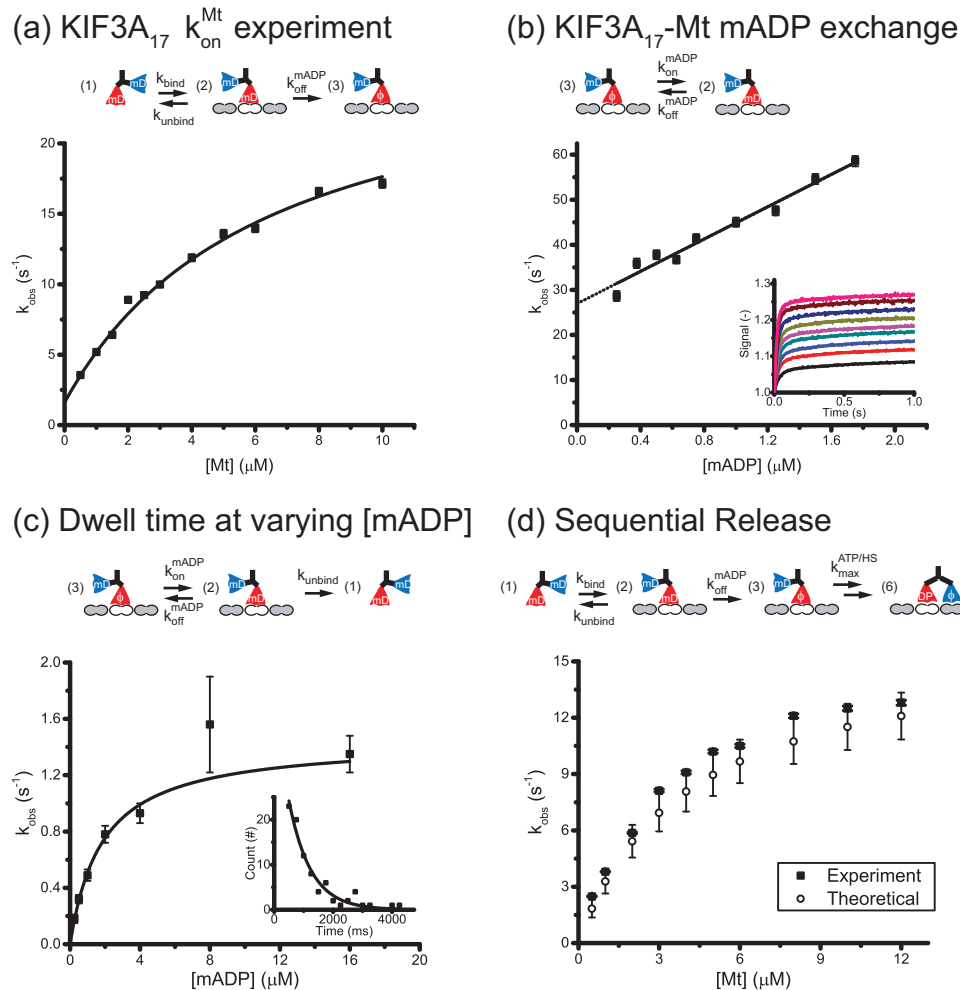 (a) KIF3A17 kon^Mt experiment
(1) mD mD kbind kunbind (2) mD mD koff^mADP (3) mD ϕ
kobs (s-1)
20
15
10
5
0
0 2 4 6 8 10
[Mt] (μM)
(b) KIF3A17-Mt mADP exchange
(3) mD ϕ kon^mADP koff^mADP (2) mD mD
kobs (s-1)
60
50
40
30
20
10
0
0.0 0.4 0.8 1.2 1.6 2.0
[mADP] (μM)
Signal (-)
1.3
1.2
1.1
1.0
0.0 0.5 1.0
Time (s)
(c) Dwell time at varying [mADP]
(3) mD ϕ kon^mADP koff^mADP (2) mD mD kunbind (1) mD mD
kobs (s-1)
2.0
1.6
1.2
0.8
0.4
0.0
0 4 8 12 16 20
[mADP] (μM)
Count (#)
20
10
0
0 2000 4000
Time (ms)
(d) Sequential Release
(1) mD mD kbind kunbind (2) mD mD koff^mADP (3) mD ϕ kmax^ATP/HS (6) DP ϕ
kobs (s-1)
15
12
9
6
3
0
0 2 4 6 8 10 12
[Mt] (μM)
Experiment
Theoretical